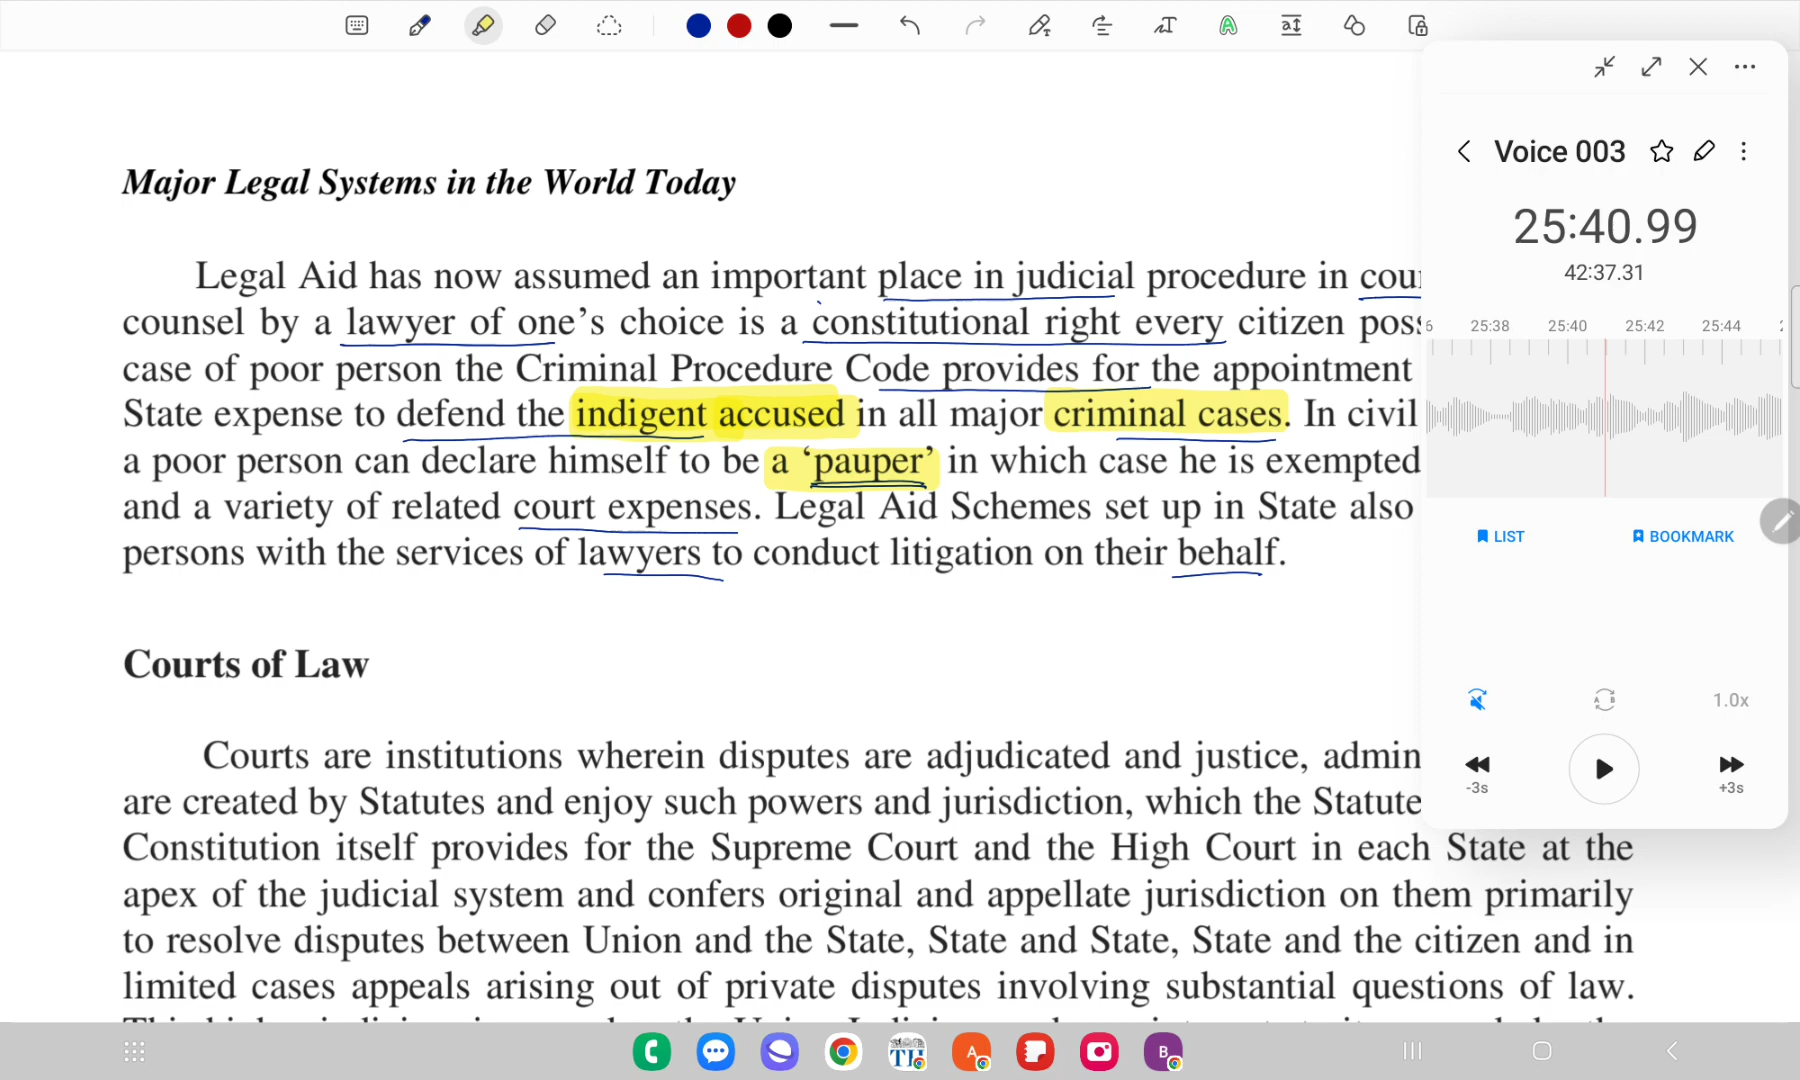 Major Legal Systems in the World Today
Legal Aid has now assumed an important place in judicial procedure in
counsel by a lawyer of one’s choice is a constitutional right every citizen
case of poor person the Criminal Procedure Code provides for the appointment
State expense to defend the indigent accused in all major criminal cases. In civil
a poor person can declare himself to be a ‘pauper’ in which case he is exempted
and a variety of related court expenses. Legal Aid Schemes set up in State also
persons with the services of lawyers to conduct litigation on their behalf.
Courts of Law
Courts are institutions wherein disputes are adjudicated and justice,
are created by Statutes and enjoy such powers and jurisdiction, which the Statute
Constitution itself provides for the Supreme Court and the High Court in each State at the
apex of the judicial system and confers original and appellate jurisdiction on them primarily
to resolve disputes between Union and the State, State and State, State and the citizen and in
limited cases appeals arising out of private disputes involving substantial questions of law.
Voice 003
25:40.99
42:37.31
6 25:38 25:40 25:42 25:44
LIST BOOKMARK
A B 1.0x
-3s +3s
TH A B